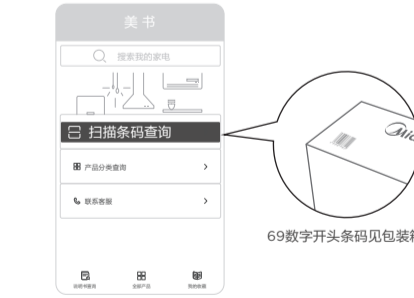 美书
搜索我的家电
扫描条码查询
产品分类查询
联系客服
说明书查询
全部产品
我的收藏
Mid
69数字开头条码见包装箱